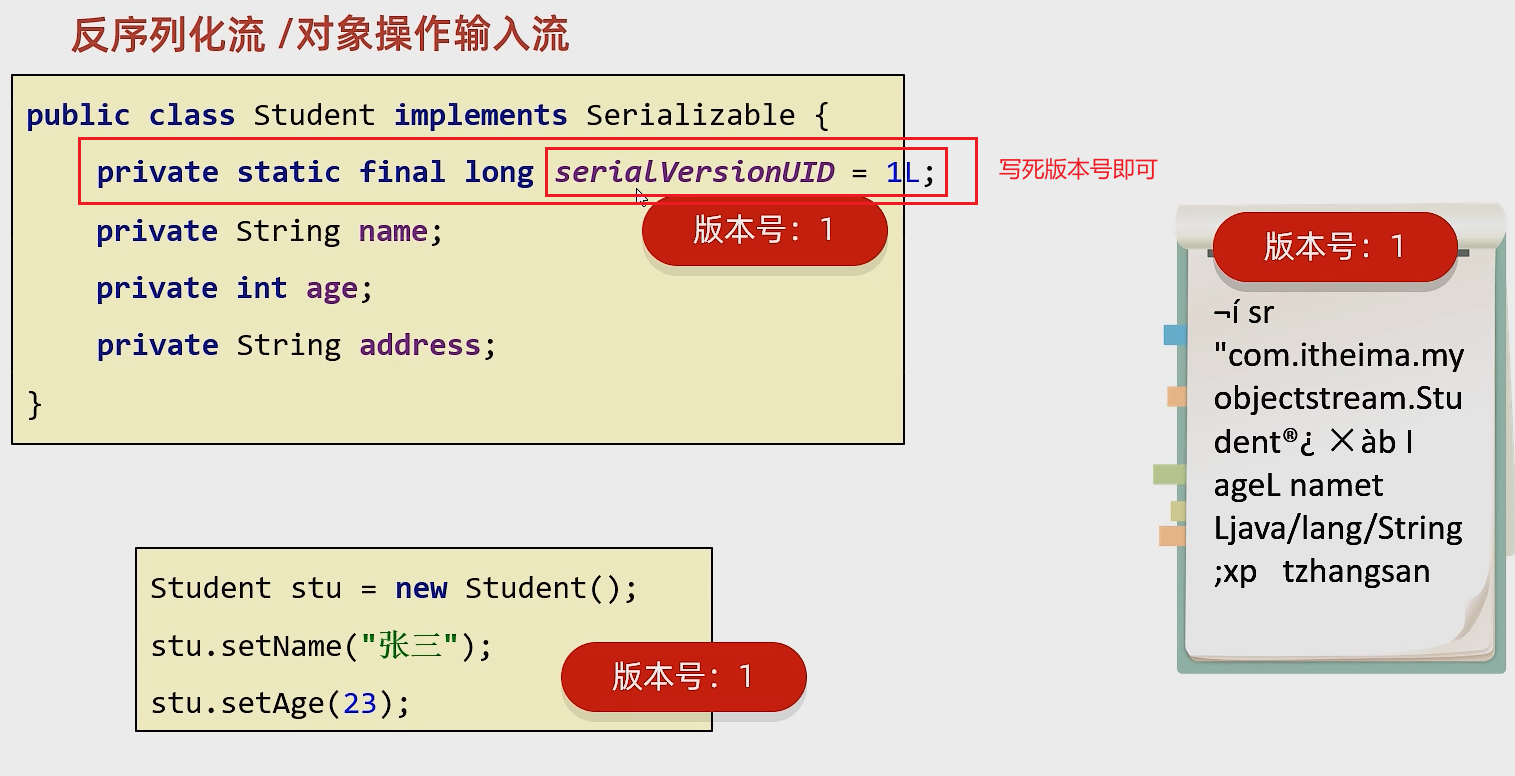 反序列化流 /对象操作输入流
public class Student implements Serializable {
private static final long serialVersionUID = 1L;
写死版本号即可
版本号：1
private String name;
private int age;
private String address;
}
版本号：1
¬í sr
"com.itheima.my
objectstream.Stu
dent®¿ ×àb I
ageL namet
Ljava/lang/String
;xp tzhangsan
Student stu = new Student();
stu.setName("张三");
stu.setAge(23);
版本号：1